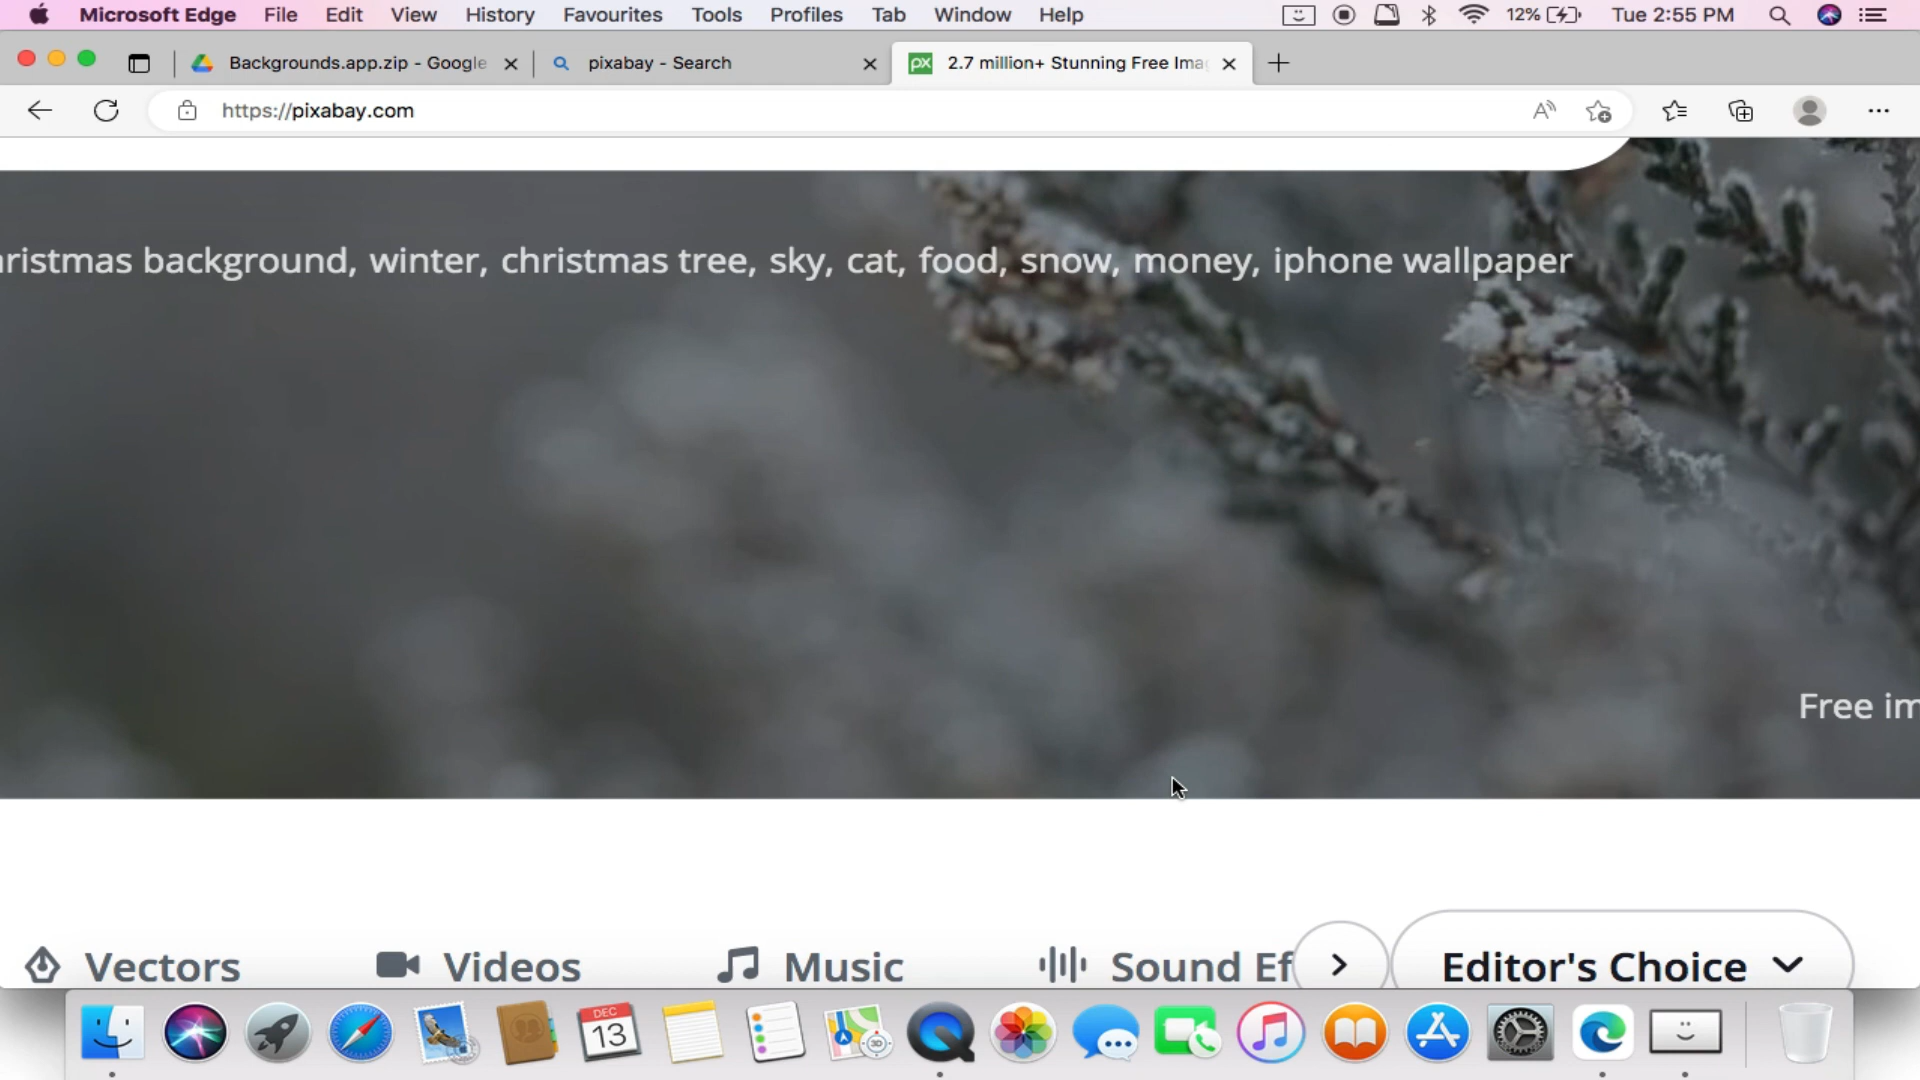 Microsoft Edge File Edit View History Favourites Tools Profiles Tab Window Help 12% Tue 2:55 PM
Backgrounds.app.zip - Google pixabay - Search 2.7 million+ Stunning Free Ima
https://pixabay.com
ristmas background, winter, christmas tree, sky, cat, food, snow, money, iphone wallpaper
Free im
Vectors Videos Music Sound Ef Editor's Choice
DEC
13